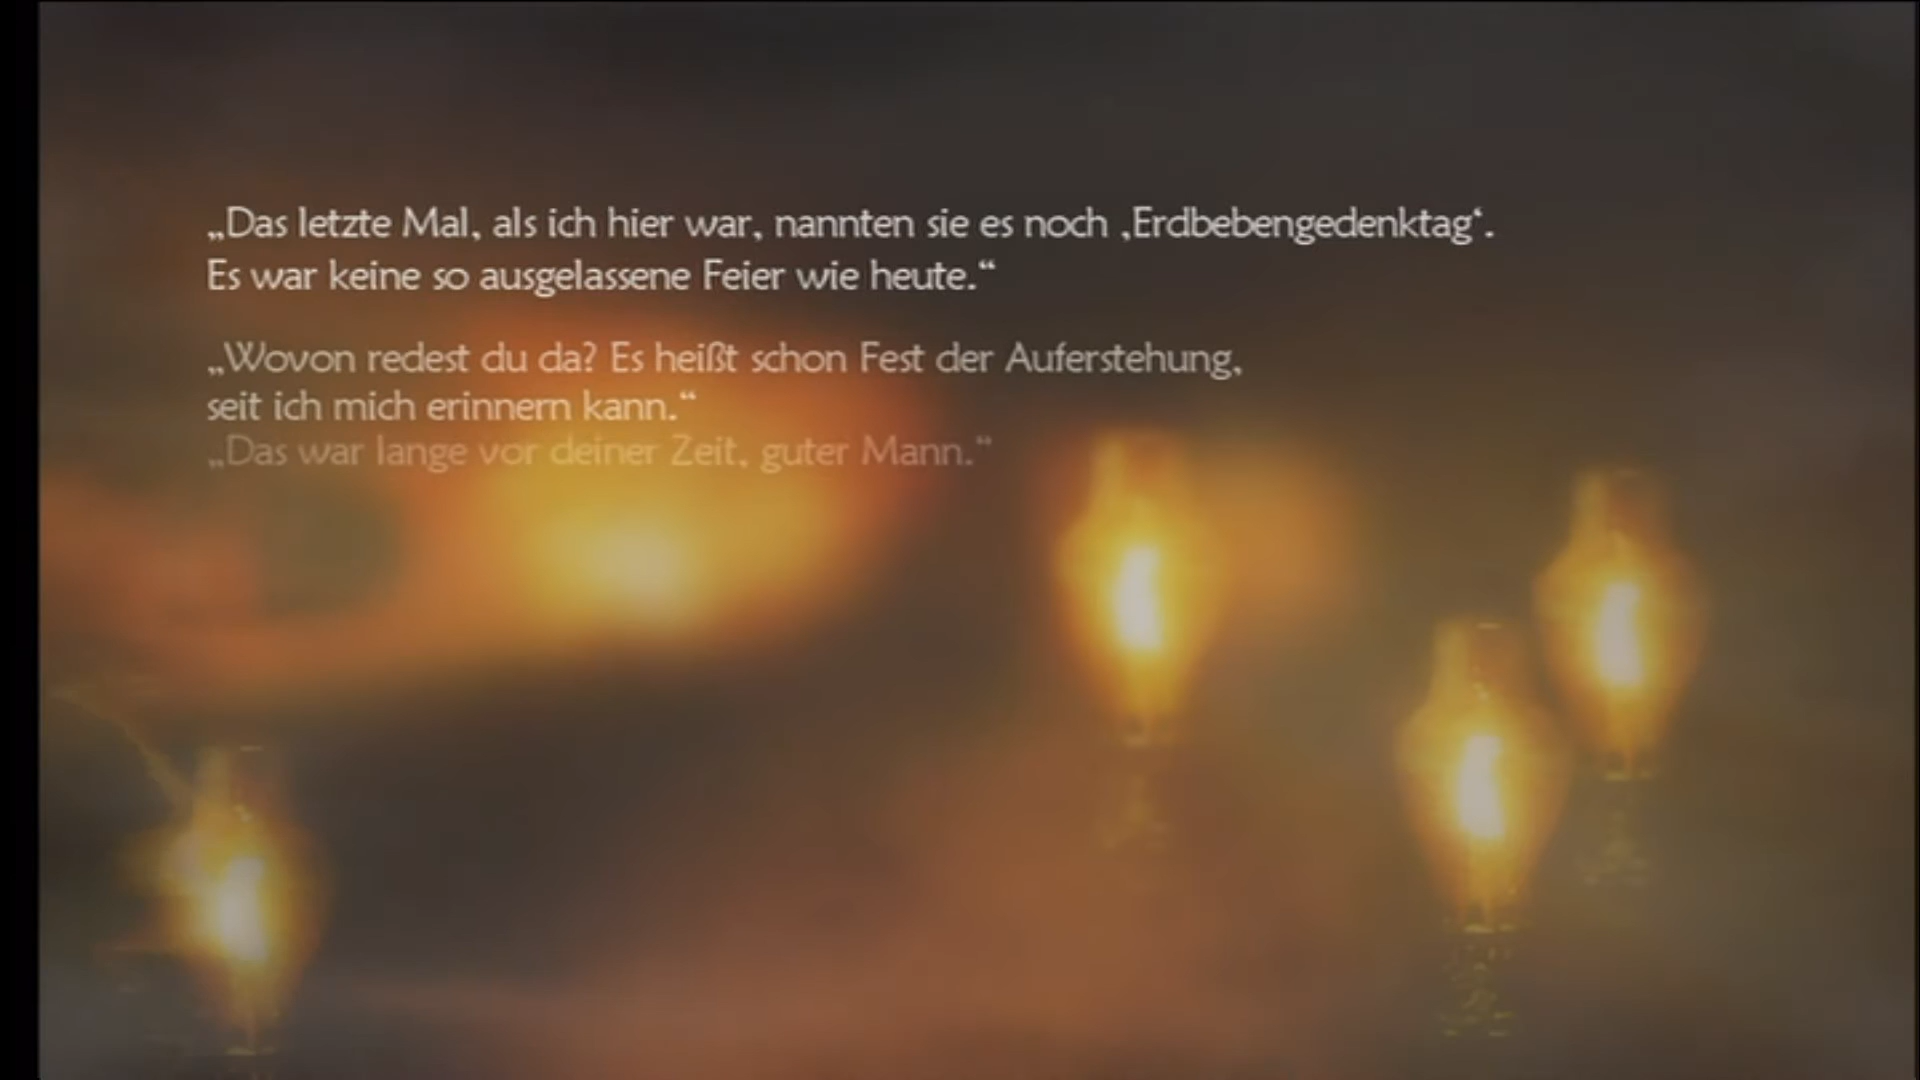 „Das letzte Mal, als ich hier war, nannten sie es noch ‚Erdbebengedenktag‘.
Es war keine so ausgelassene Feier wie heute.“
„Wovon redest du da? Es heißt schon Fest der Auferstehung,
seit ich mich erinnern kann.“
„Das war lange vor deiner Zeit, guter Mann.“